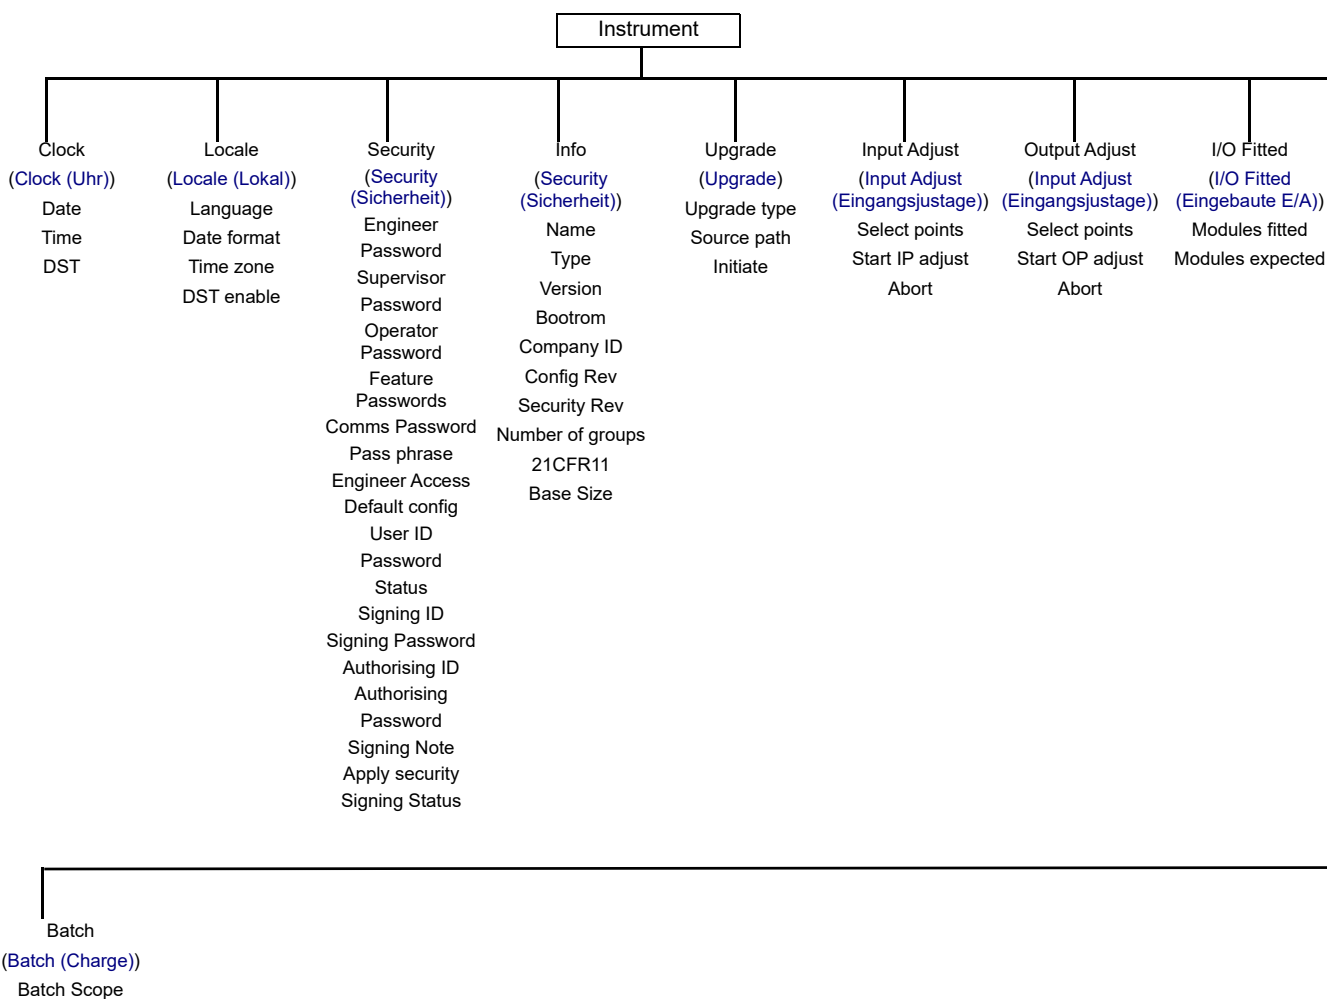 Instrument
Clock
(Clock (Uhr))
Date
Time
DST
Locale
(Locale (Lokal))
Language
Date format
Time zone
DST enable
Security
(Security
(Sicherheit))
Engineer
Password
Supervisor
Password
Operator
Password
Feature
Passwords
Comms Password
Pass phrase
Engineer Access
Default config
User ID
Password
Status
Signing ID
Signing Password
Authorising ID
Authorising
Password
Signing Note
Apply security
Signing Status
Info
(Security
(Sicherheit))
Name
Type
Version
Bootrom
Company ID
Config Rev
Security Rev
Number of groups
21CFR11
Base Size
Upgrade
(Upgrade)
Upgrade type
Source path
Initiate
Input Adjust
(Input Adjust
(Eingangsjustage))
Select points
Start IP adjust
Abort
Output Adjust
(Input Adjust
(Eingangsjustage))
Select points
Start OP adjust
Abort
I/O Fitted
(I/O Fitted
(Eingebaute E/A))
Modules fitted
Modules expected
Batch
(Batch (Charge))
Batch Scope